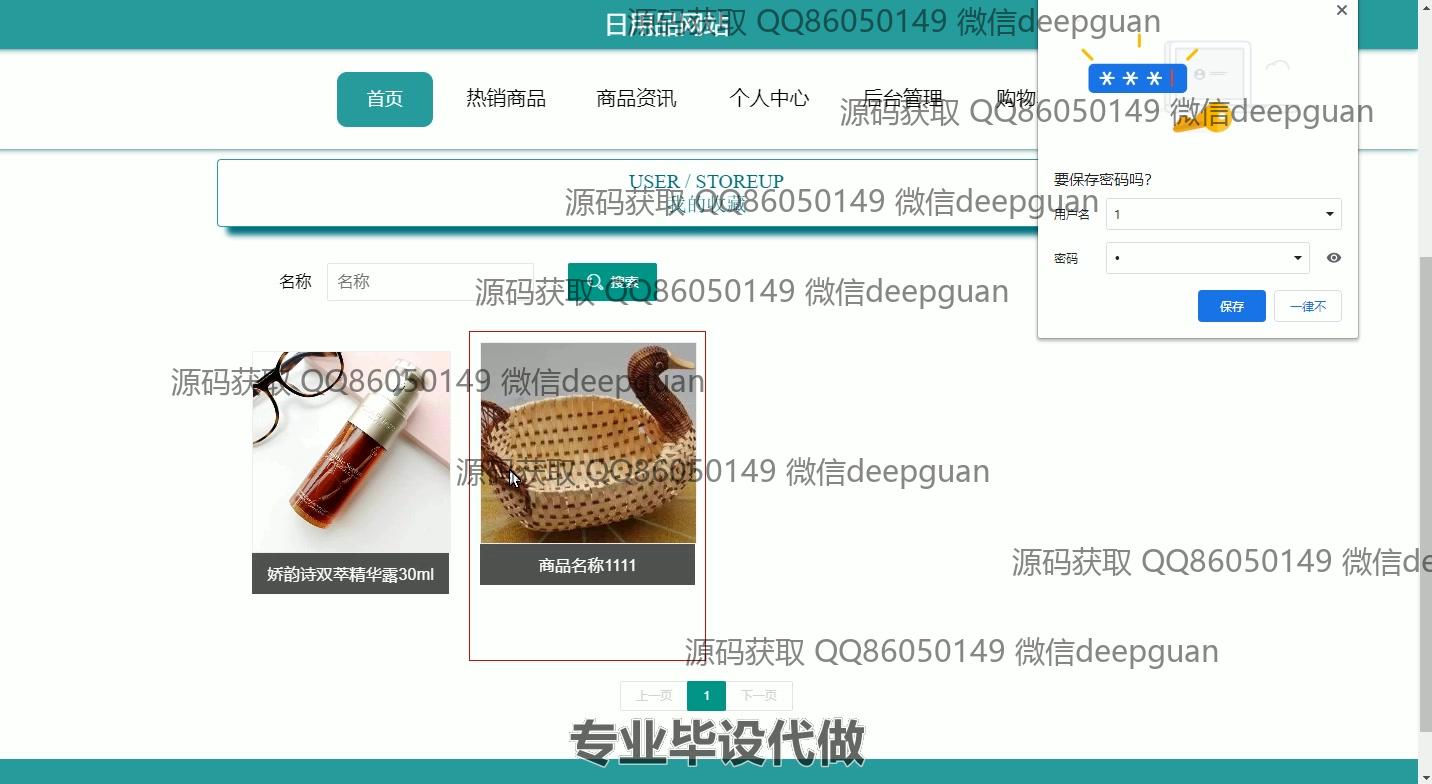 日用品网站
源码获取 QQ86050149 微信deepguan
首页
热销商品
商品资讯
个人中心
后台管理
购物
源码获取 QQ86050149 微信deepguan
要保存密码吗?
USER / STOREUP
我的收藏
源码获取 QQ86050149 微信deepguan
用户名
1
密码
保存
一律不
名称
名称
搜索
源码获取 QQ86050149 微信deepguan
源码获取 QQ86050149 微信deepguan
源码获取 QQ86050149 微信deepguan
娇韵诗双萃精华露30ml
商品名称1111
源码获取 QQ86050149 微信de
源码获取 QQ86050149 微信deepguan
上一页
1
下一页
专业毕设代做